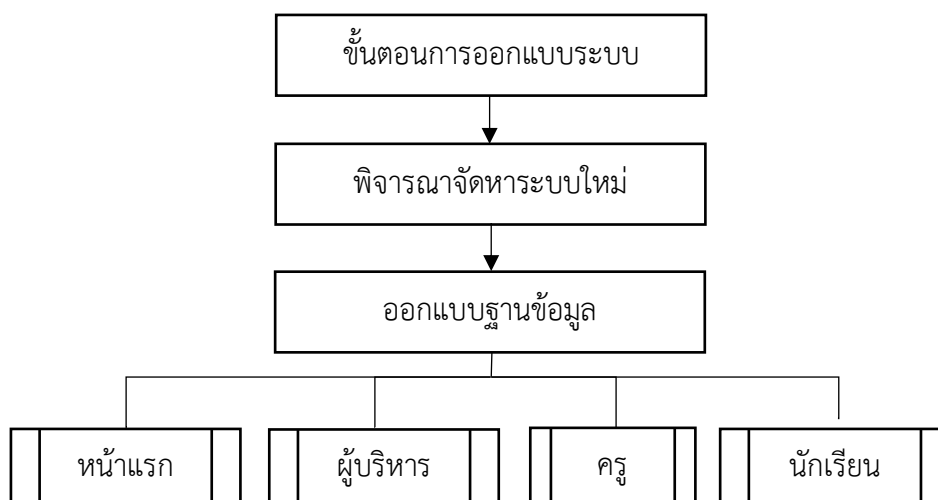 ขั้นตอนการออกแบบระบบ
พิจารณาจัดหาระบบใหม่
ออกแบบฐานข้อมูล
หน้าแรก
ผู้บริหาร
ครู
นักเรียน